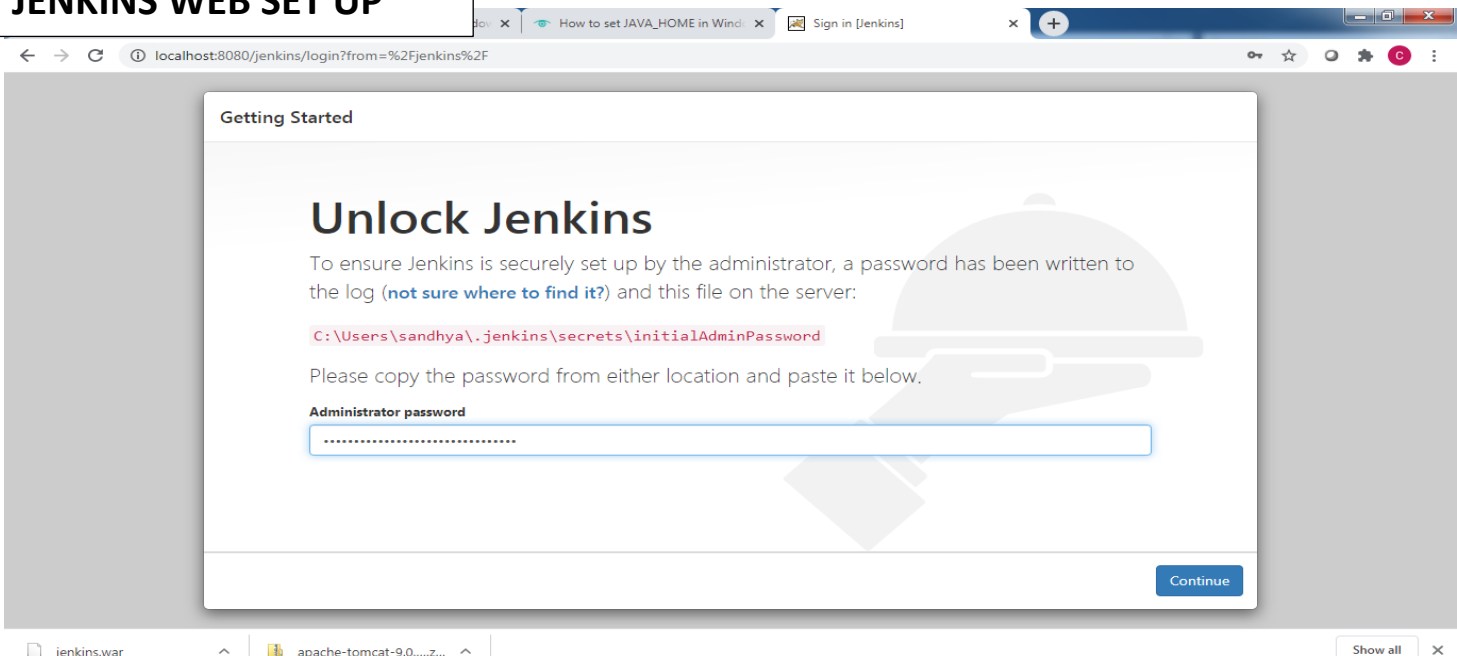 JENKINS WEB SET UP
How to set JAVA_HOME in Wind
Sign in [Jenkins]
localhost:8080/jenkins/login?from=%2Fjenkins%2F
C
Getting Started
Unlock Jenkins
To ensure Jenkins is securely set up by the administrator, a password has been written to
the log (not sure where to find it?) and this file on the server:
C:\Users\sandhya\.jenkins\secrets\initialAdminPassword
Please copy the password from either location and paste it below.
Administrator password
Continue
jenkins.war
apache-tomcat-9.0.....z...
Show all